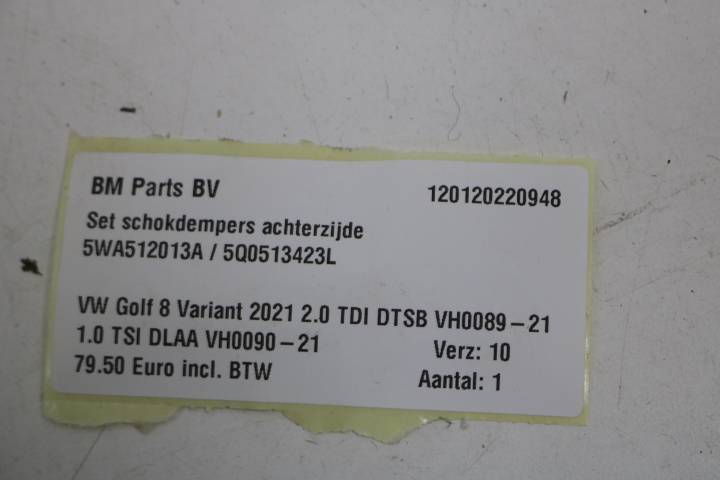 BM Parts BV 120120220948
Set schokdempers achterzijde
5WA512013A / 5Q0513423L
VW Golf 8 Variant 2021 2.0 TDI DTSB VH0089-21
1.0 TSI DLAA VH0090-21 Verz: 10
79.50 Euro incl. BTW Aantal: 1